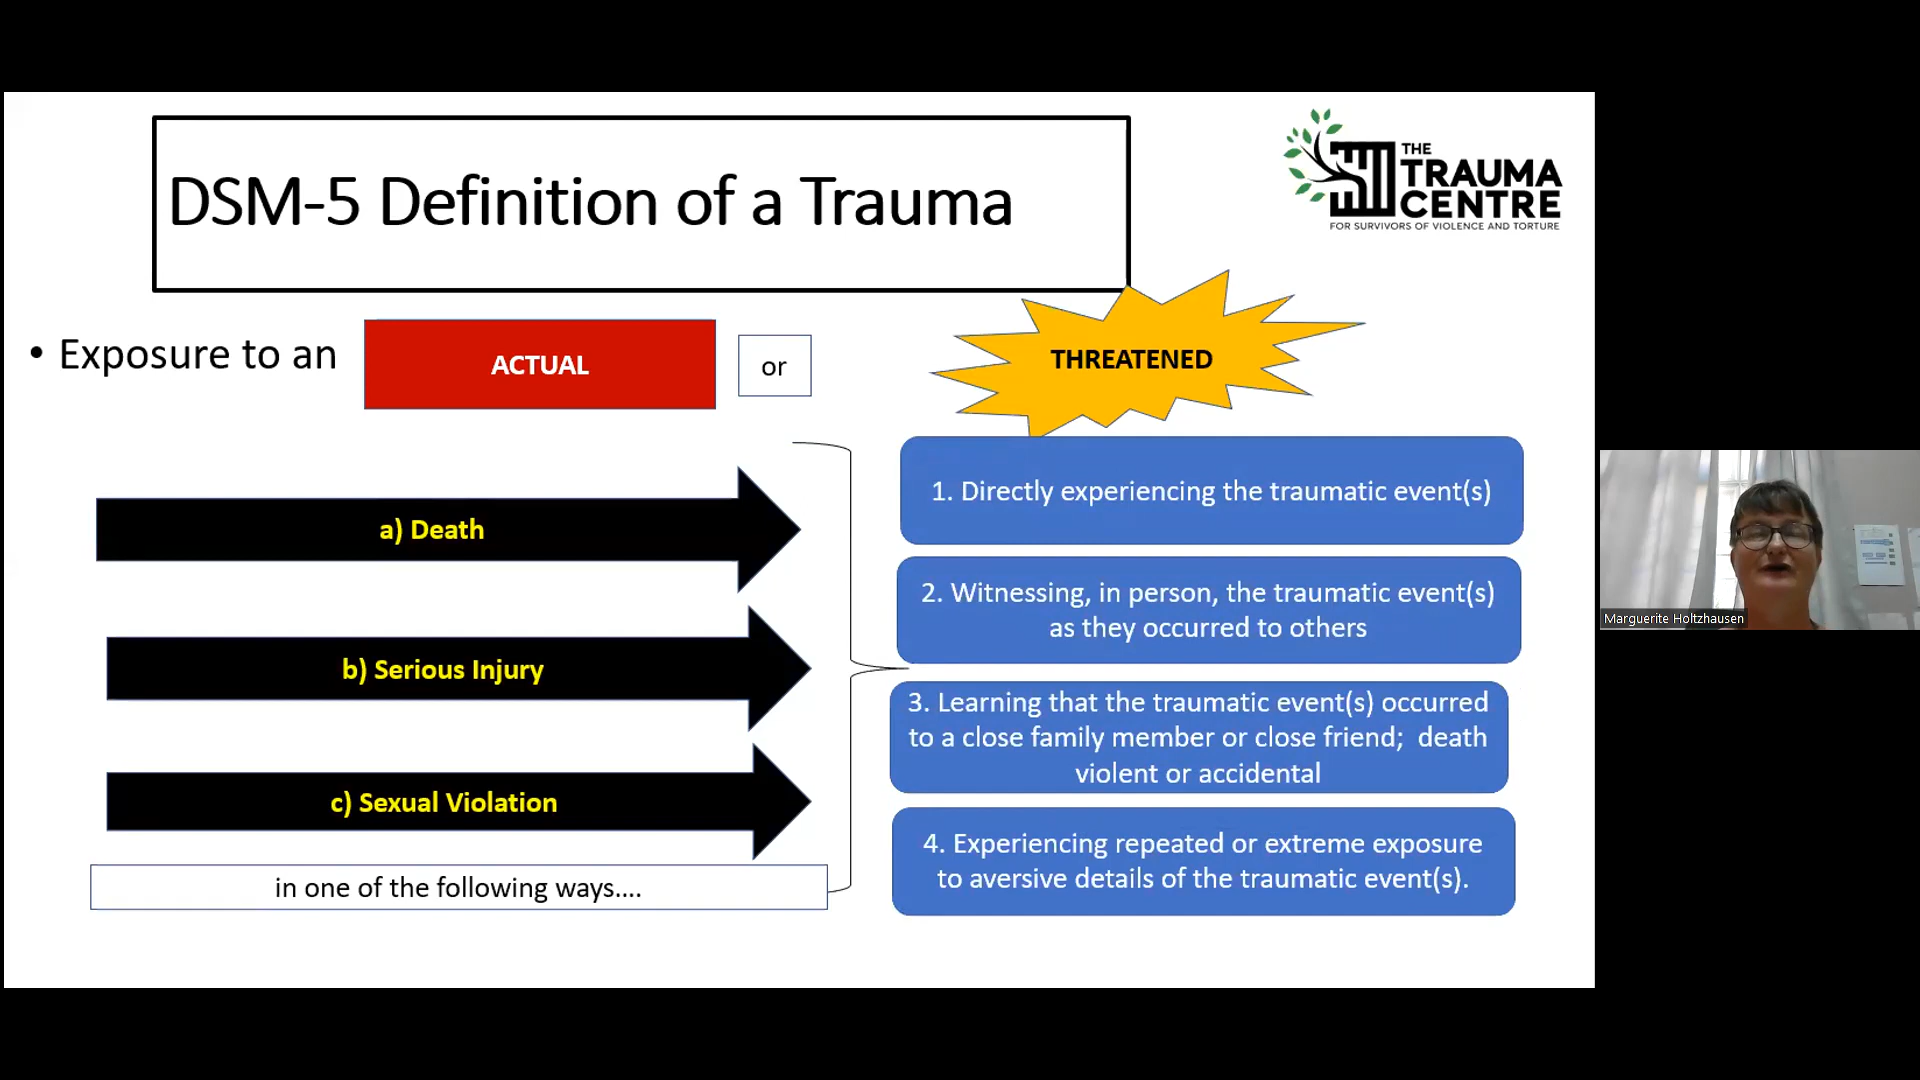 DSM-5 Definition of a Trauma
THE
TRAUMA
CENTRE
FOR SURVIVORS OF VIOLENCE AND TORTURE
• Exposure to an
ACTUAL
or
THREATENED
a) Death
b) Serious Injury
c) Sexual Violation
in one of the following ways....
1. Directly experiencing the traumatic event(s)
2. Witnessing, in person, the traumatic event(s)
as they occurred to others
3. Learning that the traumatic event(s) occurred
to a close family member or close friend;  death
violent or accidental
4. Experiencing repeated or extreme exposure
to aversive details of the traumatic event(s).
Marguerite Holtzhausen